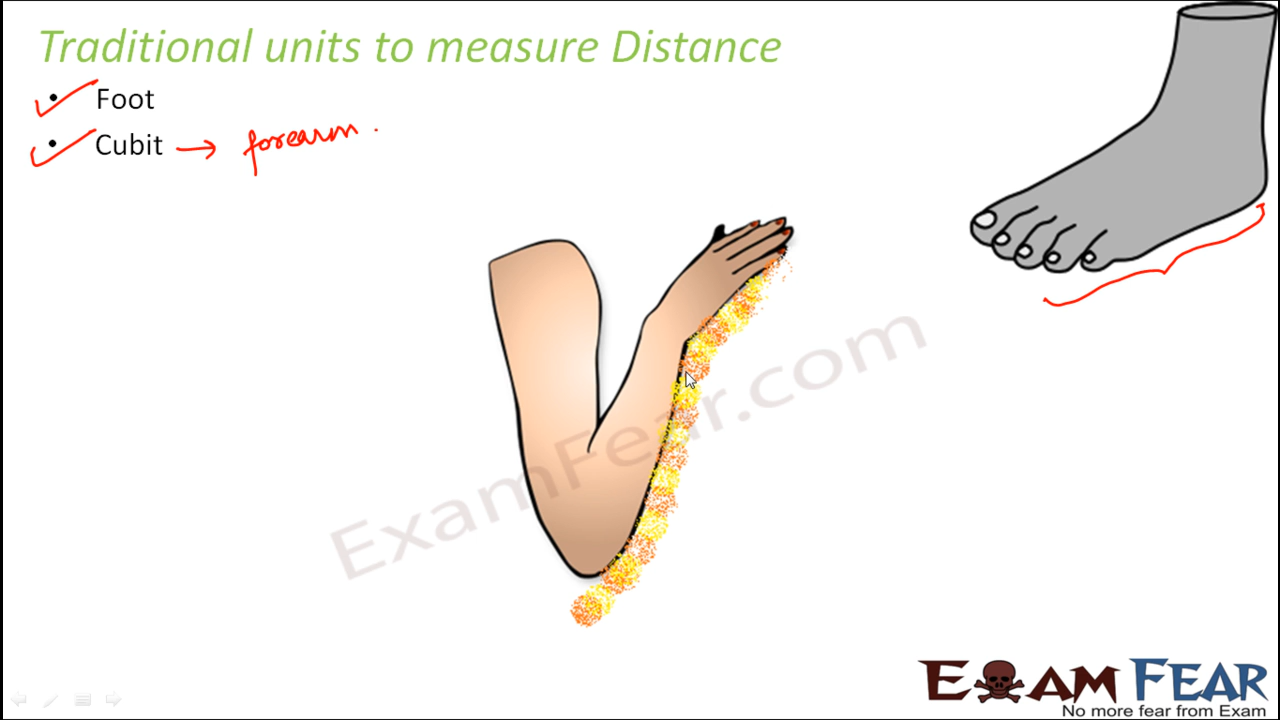 Traditional units to measure Distance
• Foot
• Cubit → forearm.
ExamFear.com
EXAM FEAR
No more fear from Exam